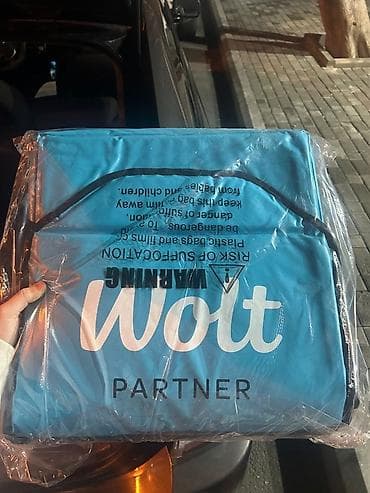 WARNING
RISK OF SUFFOCATION
Plastic bags and films
be dangerous. To
danger of
keep this bag film away
from babies and children.
Wolt
PARTNER